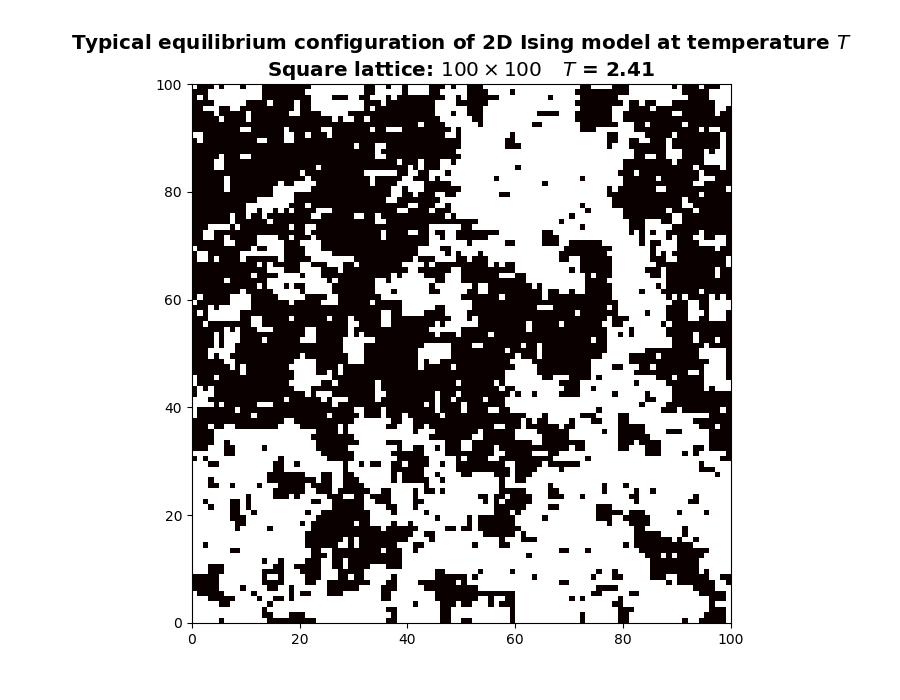 Typical equilibrium configuration of 2D Ising model at temperature T
Square lattice: 100 × 100 T = 2.41
100
80
60
40
20
0
0 20 40 60 80 100